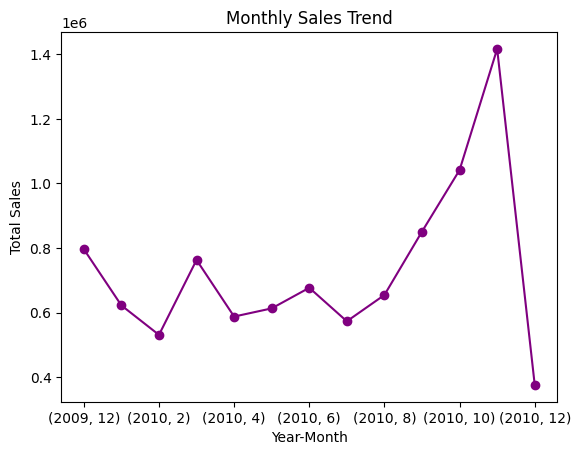 Monthly Sales Trend
1e6
1.4
1.2
1.0
0.8
0.6
0.4
Total Sales
(2009, 12) (2010, 2) (2010, 4) (2010, 6) (2010, 8) (2010, 10) (2010, 12)
Year-Month